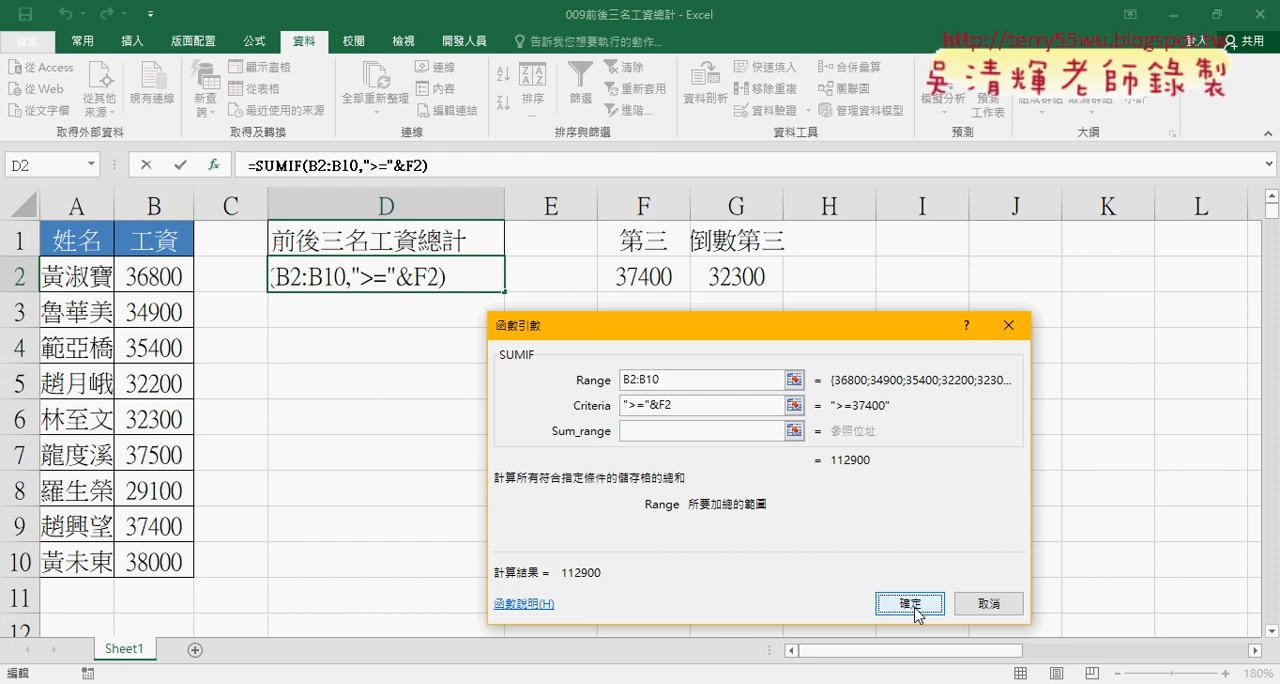 009前後三名工資總計 - Excel
常用 插入 版面配置 公式 資料 校閱 檢視 開發人員 告訴我您想要執行的動作... 登入 共用
http://terry55wu.blogspot.tw
吳清輝老師錄製
從 Access
從 Web
從文字檔
從其他來源
現有連線
新查詢
顯示查詢
從表格
最近使用的來源
全部重新整理
連線
內容
編輯連結
排序
篩選
清除
重新套用
進階...
資料剖析
快速填入
移除重複
資料驗證
合併彙算
關聯圖
管理資料模型
模擬分析
預測工作表
取得外部資料 取得及轉換 連線 排序與篩選 資料工具 預測 大綱
D2 fx =SUMIF(B2:B10,">="&F2)
A B C D E F G H I J K L
1 姓名 工資 前後三名工資總計 第三 倒數第三
2 黃淑寶 36800 (B2:B10,">="&F2) 37400 32300
3 魯華美 34900
4 範亞橋 35400
5 趙月峨 32200
6 林至文 32300
7 龍度溪 37500
8 羅生榮 29100
9 趙興望 37400
10 黃未東 38000
11
12
函數引數 ?
SUMIF
Range B2:B10 = {36800;34900;35400;32200;3230...
Criteria ">="&F2 = ">=37400"
Sum_range = 參照位址
= 112900
計算所有符合指定條件的儲存格的總和
Range 所要加總的範圍
計算結果 = 112900
函數說明(H) 確定 取消
Sheet1
編輯 180%